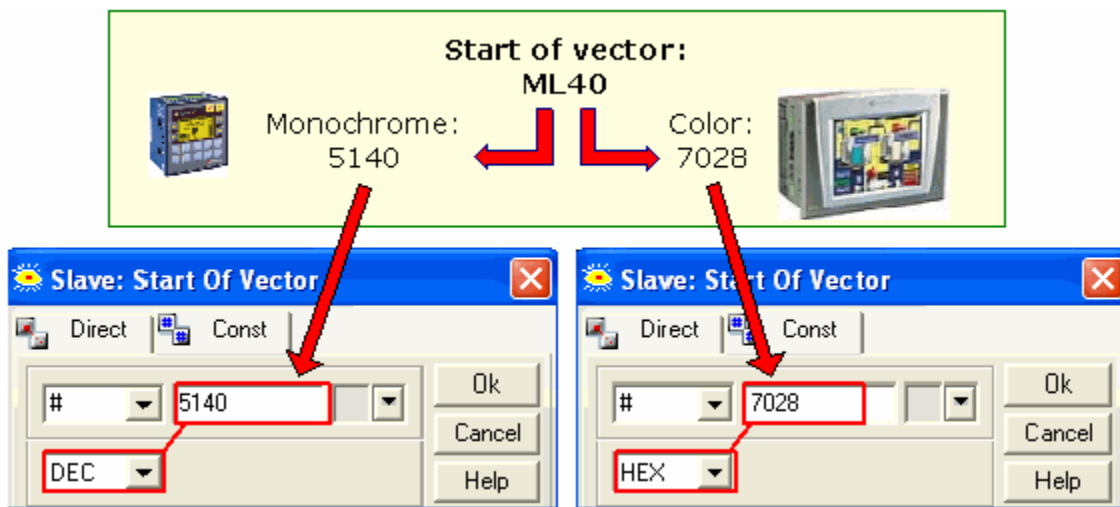 Start of vector:
ML40
Monochrome:
5140
Color:
7028
Slave: Start Of Vector
Direct
Const
#
5140
DEC
Ok
Cancel
Help
Slave: Start Of Vector
Direct
Const
#
7028
HEX
Ok
Cancel
Help